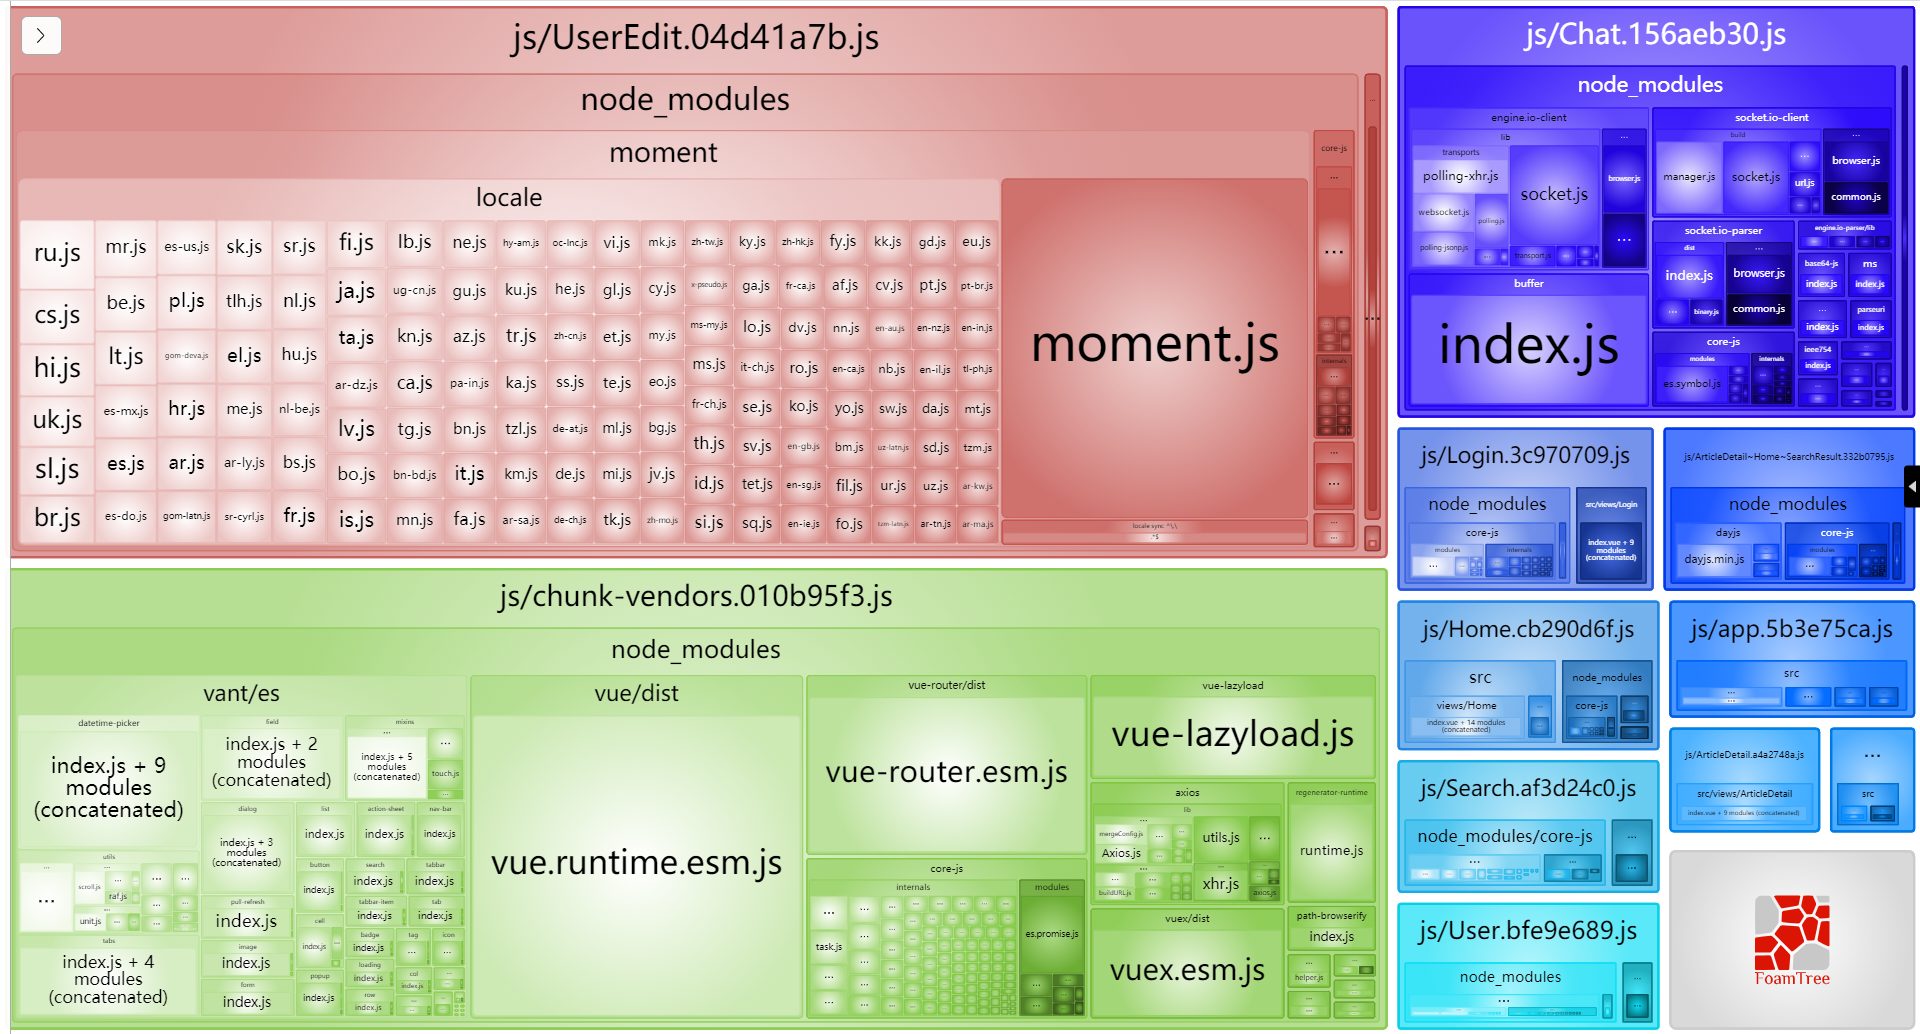 js/UserEdit.04d41a7b.js
node_modules
moment
locale
ru.js
cs.js
hi.js
uk.js
sl.js
br.js
mr.js
be.js
lt.js
es-mx.js
es.js
es-do.js
es-us.js
pl.js
gom-deva.js
hr.js
ar.js
gom-latn.js
sk.js
tlh.js
el.js
me.js
ar-ly.js
sr-cyrl.js
sr.js
nl.js
hu.js
nl-be.js
bs.js
fr.js
fi.js
ja.js
ta.js
ar-dz.js
lv.js
bo.js
is.js
lb.js
ug-cn.js
kn.js
ca.js
tg.js
bn-bd.js
mn.js
ne.js
gu.js
az.js
pa-in.js
bn.js
it.js
fa.js
hy-am.js
ku.js
tr.js
ka.js
tzl.js
km.js
ar-sa.js
oc-lnc.js
he.js
zh-cn.js
ss.js
de-at.js
de.js
de-ch.js
vi.js
gl.js
et.js
te.js
ml.js
mi.js
tk.js
mk.js
cy.js
my.js
eo.js
bg.js
jv.js
zh-mo.js
zh-tw.js
x-pseudo.js
ms-my.js
ms.js
fr-ch.js
th.js
id.js
si.js
ky.js
ga.js
lo.js
it-ch.js
se.js
sv.js
tet.js
sq.js
zh-hk.js
fr-ca.js
dv.js
ro.js
ko.js
en-gb.js
en-sg.js
en-ie.js
fy.js
af.js
nn.js
en-ca.js
yo.js
bm.js
fil.js
fo.js
kk.js
cv.js
en-au.js
nb.js
sw.js
uz-latn.js
ur.js
tzm-latn.js
gd.js
pt.js
en-nz.js
en-il.js
da.js
sd.js
uz.js
ar-tn.js
eu.js
pt-br.js
en-in.js
tl-ph.js
mt.js
tzm.js
ar-kw.js
ar-ma.js
moment.js
locale sync ^\.\
.*$
core-js
...
...
internals
...
...
...
...
...
js/chunk-vendors.010b95f3.js
node_modules
vant/es
datetime-picker
index.js + 9
modules
(concatenated)
utils
...
scroll.js
raf.js
unit.js
tabs
index.js + 4
modules
(concatenated)
field
index.js + 2
modules
(concatenated)
mixins
...
index.js + 5
modules
(concatenated)
...
touch.js
dialog
index.js + 3
modules
(concatenated)
pull-refresh
index.js
image
index.js
form
index.js
list
index.js
action-sheet
index.js
nav-bar
index.js
button
index.js
search
index.js
tabbar
index.js
tabbar-item
index.js
tab
index.js
cell
index.js
badge
index.js
tag
...
icon
...
loading
index.js
popup
index.js
col
index.js
row
index.js
vue/dist
vue.runtime.esm.js
vue-router/dist
vue-router.esm.js
core-js
internals
...
task.js
modules
es.promise.js
vue-lazyload
vue-lazyload.js
axios
lib
...
mergeConfig.js
Axios.js
buildURL.js
utils.js
xhr.js
...
axios.js
regenerator-runtime
runtime.js
vuex/dist
vuex.esm.js
path-browserify
index.js
...
helper.js
js/Chat.156aeb30.js
node_modules
engine.io-client
lib
transports
polling-xhr.js
websocket.js
polling.js
polling-jsonp.js
socket.js
transport.js
...
browser.js
...
buffer
index.js
socket.io-client
build
manager.js
socket.js
...
url.js
...
browser.js
common.js
socket.io-parser
dist
index.js
...
binary.js
...
browser.js
common.js
engine.io-parser/lib
base64-js
index.js
ms
index.js
...
index.js
parseuri
index.js
core-js
modules
es.symbol.js
internals
ieee754
index.js
js/Login.3c970709.js
node_modules
core-js
modules
...
internals
src/views/Login
index.vue + 9
modules
(concatenated)
js/ArticleDetail~Home~SearchResult.332b0795.js
node_modules
dayjs
dayjs.min.js
core-js
modules
...
js/Home.cb290d6f.js
src
views/Home
index.vue + 14 modules
(concatenated)
node_modules
core-js
js/app.5b3e75ca.js
src
...
...
js/ArticleDetail.a4a2748a.js
src/views/ArticleDetail
index.vue + 9 modules (concatenated)
...
src
js/Search.af3d24c0.js
node_modules/core-js
...
...
js/User.bfe9e689.js
node_modules
...
...
FoamTree